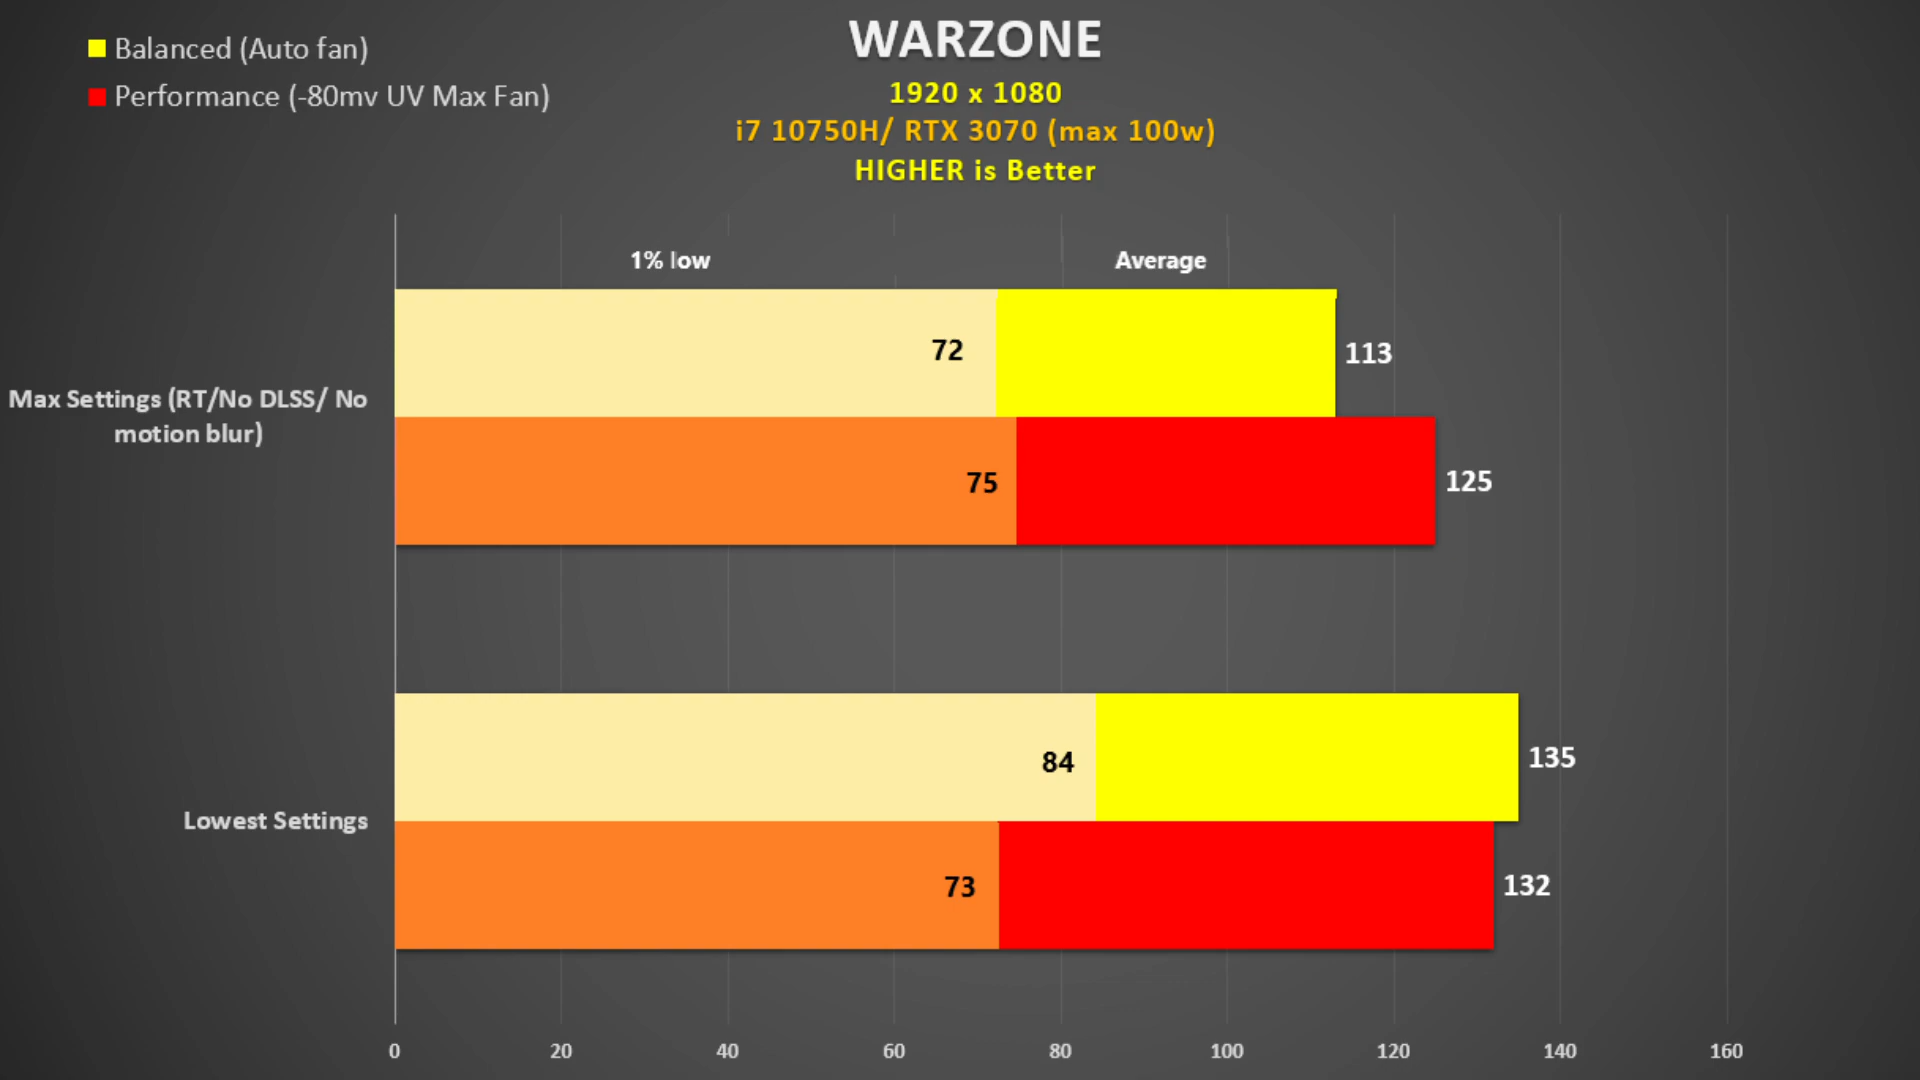 WARZONE
Balanced (Auto fan)
Performance (-80mv UV Max Fan)
1920 x 1080
i7 10750H/ RTX 3070 (max 100w)
HIGHER is Better
1% low
Average
72
113
Max Settings (RT/No DLSS/ No
motion blur)
75
125
84
135
Lowest Settings
73
132
0
20
40
60
80
100
120
140
160